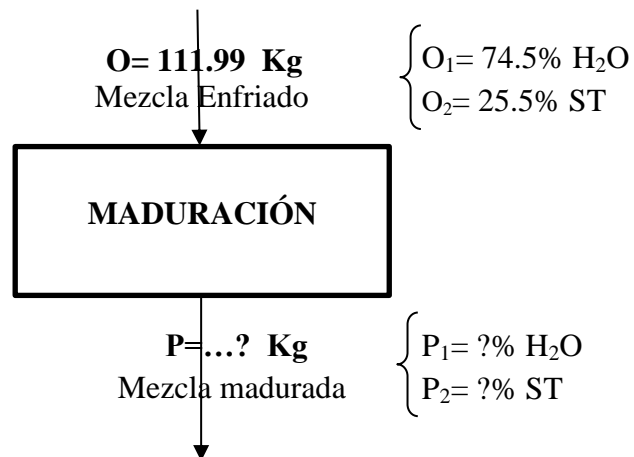 O= 111.99 Kg
Mezcla Enfriado
O₁= 74.5% H₂O
O₂= 25.5% ST
MADURACIÓN
P=…? Kg
Mezcla madurada
P₁= ?% H₂O
P₂= ?% ST